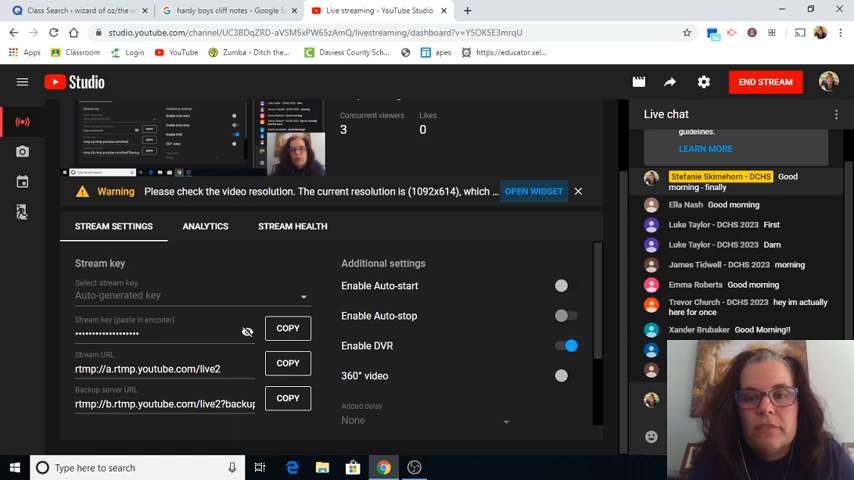 Class Search › wizard of oz/the w
hardy boys cliff notes - Google S
Live streaming - YouTube Studio
studio.youtube.com/channel/UC3BDqZRD-aVSM5xPW65zAmQ/livestreaming/dashboard?v=Y5OK5E3mrqU
Apps
Classroom
Login
YouTube
Zumba - Ditch the...
Daviess County Sch...
apes
https://educator.xel...
Studio
END STREAM
Concurrent viewers
Likes
3
0
Warning
Please check the video resolution. The current resolution is (1092x614), which ...
OPEN WIDGET
STREAM SETTINGS
ANALYTICS
STREAM HEALTH
Stream key
Select stream key
Auto-generated key
Stream key (paste in encoder)
••••••••••••••••••
COPY
Stream URL
rtmp://a.rtmp.youtube.com/live2
COPY
Backup server URL
rtmp://b.rtmp.youtube.com/live2?backup
COPY
Additional settings
Enable Auto-start
Enable Auto-stop
Enable DVR
360° video
Added delay
None
Live chat
guidelines.
LEARN MORE
Stefanie Skimehorn - DCHS Good
morning - finally
Ella Nash Good morning
Luke Taylor - DCHS 2023 First
Luke Taylor - DCHS 2023 Darn
James Tidwell - DCHS 2023 morning
Emma Roberts Good morning
Trevor Church - DCHS 2023 hey im actually
here for once
Xander Brubaker Good Morning!!
Type here to search